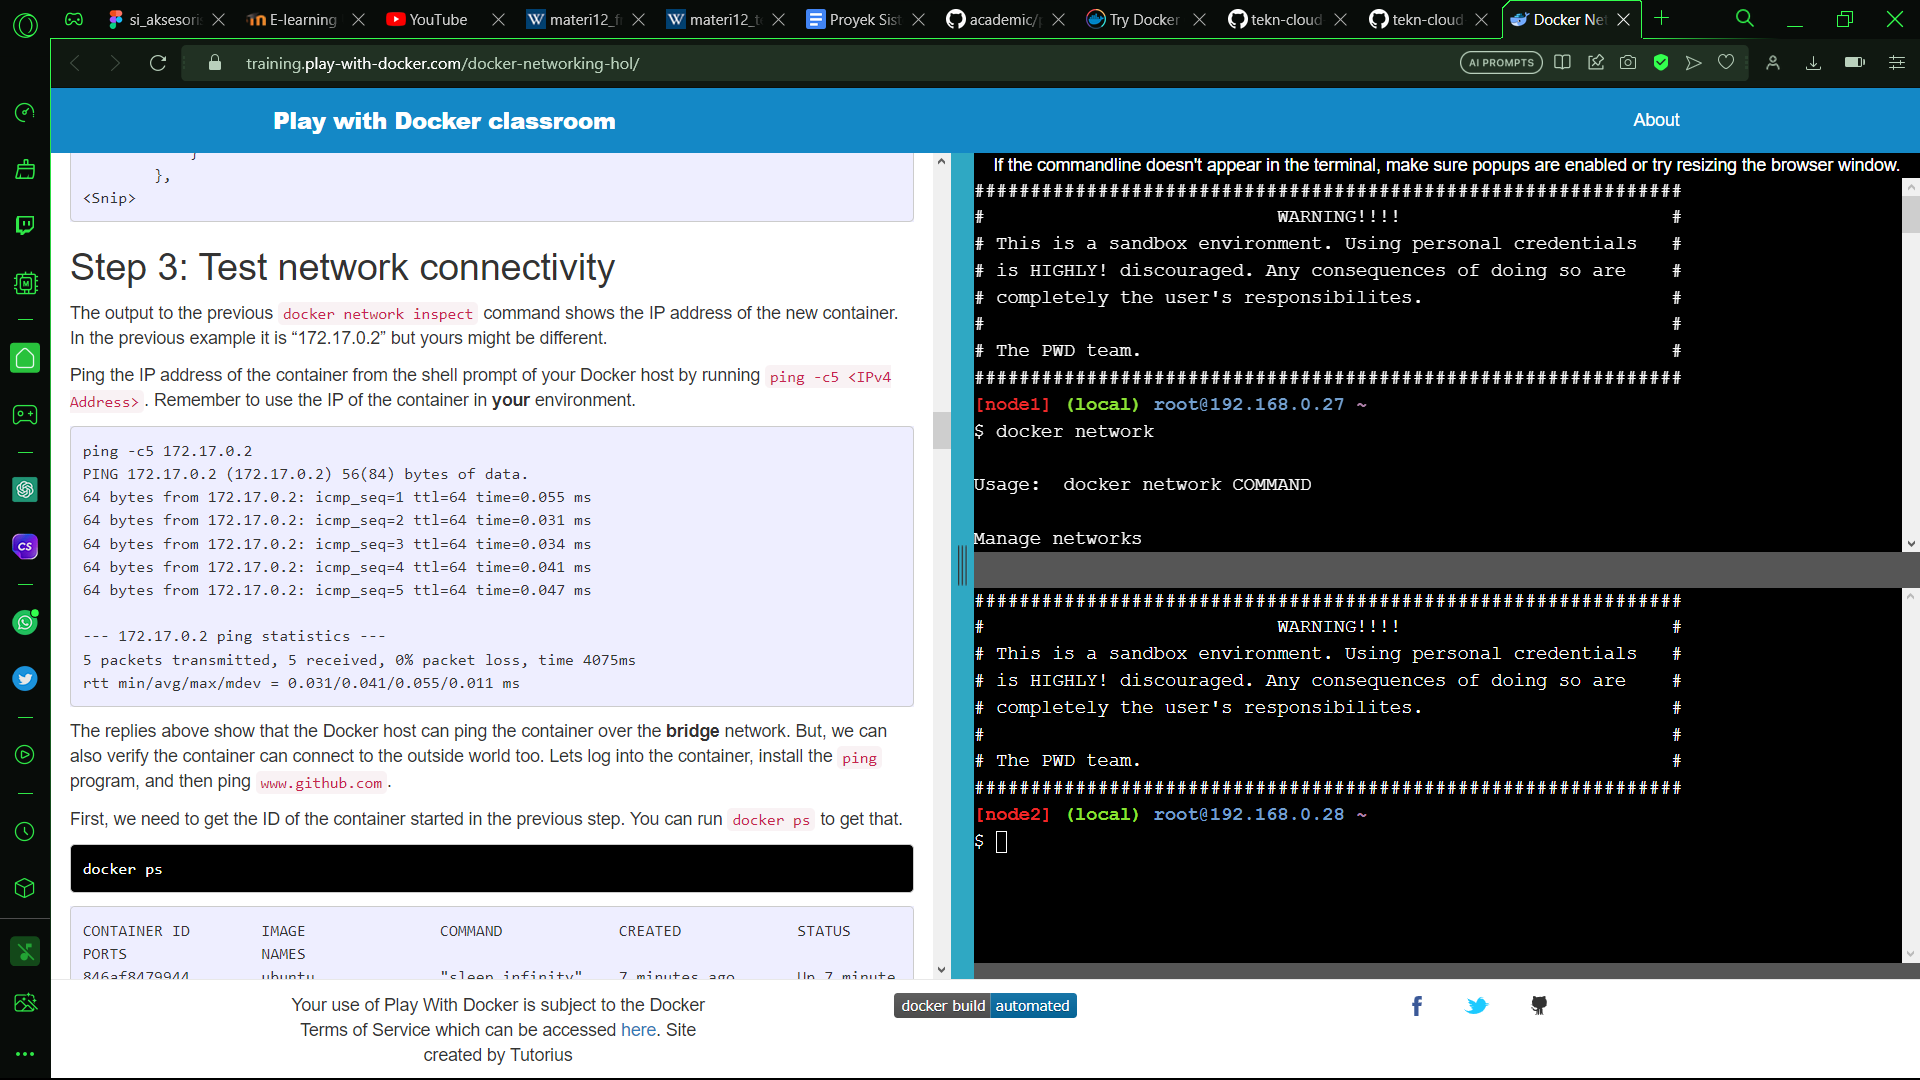 si_aksesoris
E-learning
YouTube
materi12_f
materi12_t
Proyek Sist
academic/p
Try Docker
tekn-cloud
tekn-cloud
Docker Net
training.play-with-docker.com/docker-networking-hol/
AI PROMPTS
Play with Docker classroom
About
}
},
<Snip>
Step 3: Test network connectivity
The output to the previous docker network inspect command shows the IP address of the new container.
In the previous example it is “172.17.0.2” but yours might be different.
Ping the IP address of the container from the shell prompt of your Docker host by running ping -c5 <IPv4
Address> . Remember to use the IP of the container in your environment.
ping -c5 172.17.0.2
PING 172.17.0.2 (172.17.0.2) 56(84) bytes of data.
64 bytes from 172.17.0.2: icmp_seq=1 ttl=64 time=0.055 ms
64 bytes from 172.17.0.2: icmp_seq=2 ttl=64 time=0.031 ms
64 bytes from 172.17.0.2: icmp_seq=3 ttl=64 time=0.034 ms
64 bytes from 172.17.0.2: icmp_seq=4 ttl=64 time=0.041 ms
64 bytes from 172.17.0.2: icmp_seq=5 ttl=64 time=0.047 ms
--- 172.17.0.2 ping statistics ---
5 packets transmitted, 5 received, 0% packet loss, time 4075ms
rtt min/avg/max/mdev = 0.031/0.041/0.055/0.011 ms
The replies above show that the Docker host can ping the container over the bridge network. But, we can
also verify the container can connect to the outside world too. Lets log into the container, install the ping
program, and then ping www.github.com .
First, we need to get the ID of the container started in the previous step. You can run docker ps to get that.
docker ps
CONTAINER ID IMAGE COMMAND CREATED STATUS
PORTS NAMES
846af8479944 ubuntu "sleep infinity" 7 minutes ago Up 7 minute
If the commandline doesn't appear in the terminal, make sure popups are enabled or try resizing the browser window.
###############################################################
# WARNING!!!! #
# This is a sandbox environment. Using personal credentials #
# is HIGHLY! discouraged. Any consequences of doing so are #
# completely the user's responsibilites. #
# #
# The PWD team. #
###############################################################
[node1] (local) root@192.168.0.27 ~
$ docker network
Usage: docker network COMMAND
Manage networks
###############################################################
# WARNING!!!! #
# This is a sandbox environment. Using personal credentials #
# is HIGHLY! discouraged. Any consequences of doing so are #
# completely the user's responsibilites. #
# #
# The PWD team. #
###############################################################
[node2] (local) root@192.168.0.28 ~
$
Your use of Play With Docker is subject to the Docker
Terms of Service which can be accessed here. Site
created by Tutorius
docker build automated